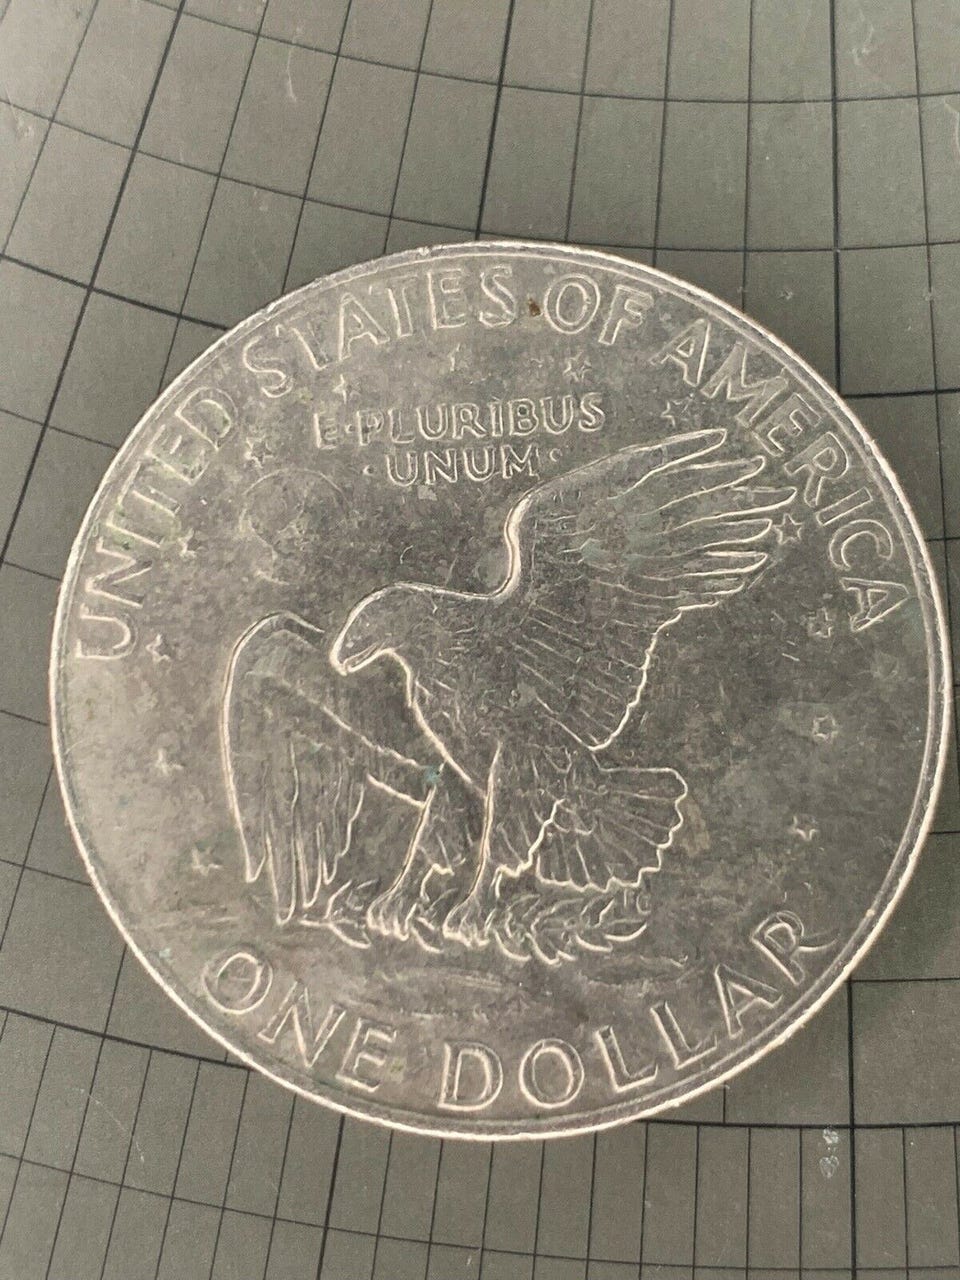 UNITED STATES OF AMERICA
E·PLURIBUS
·UNUM·
ONE DOLLAR